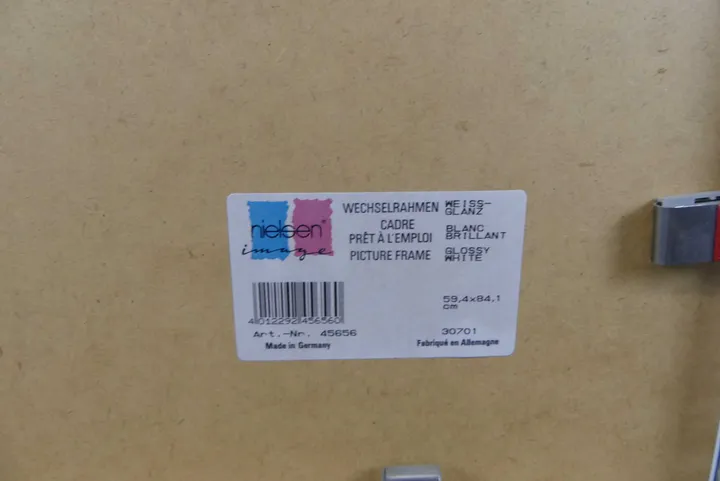 nielsen®
image
WECHSELRAHMEN WEISS-
GLANZ
CADRE
PRÊT À L'EMPLOI BLANC
BRILLANT
PICTURE FRAME GLOSSY
WHITE
59,4x84,1
cm
4012292456560
Art.-Nr. 45656 30701
Made in Germany Fabriqué en Allemagne